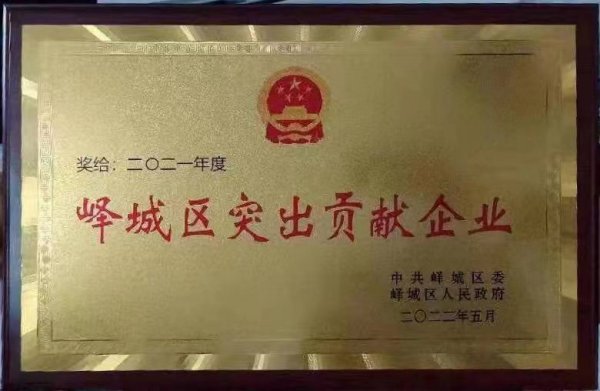 奖给：二〇二一年度
峄城区突出贡献企业
中共峄城区委
峄城区人民政府
二〇二二年五月